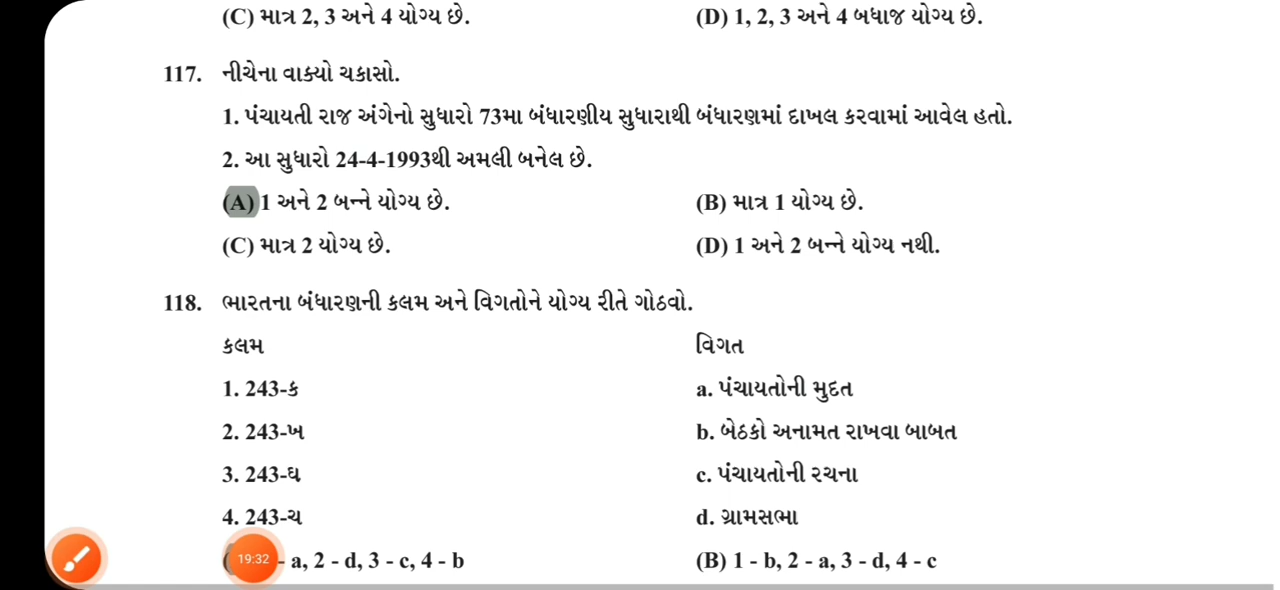 (C) માત્ર 2, 3 અને 4 યોગ્ય છે. (D) 1, 2, 3 અને 4 બધાજ યોગ્ય છે.
117. નીચેના વાક્યો ચકાસો.
1. પંચાયતી રાજ અંગેનો સુધારો 73મા બંધારણીય સુધારાથી બંધારણમાં દાખલ કરવામાં આવેલ હતો.
2. આ સુધારો 24-4-1993થી અમલી બનેલ છે.
(A) 1 અને 2 બન્ને યોગ્ય છે. (B) માત્ર 1 યોગ્ય છે.
(C) માત્ર 2 યોગ્ય છે. (D) 1 અને 2 બન્ને યોગ્ય નથી.
118. ભારતના બંધારણની કલમ અને વિગતોને યોગ્ય રીતે ગોઠવો.
કલમ વિગત
1. 243-ક a. પંચાયતોની મુદત
2. 243-ખ b. બેઠકો અનામત રાખવા બાબત
3. 243-ઘ c. પંચાયતોની રચના
4. 243-ચ d. ગ્રામસભા
( 19:32 - a, 2 - d, 3 - c, 4 - b (B) 1 - b, 2 - a, 3 - d, 4 - c